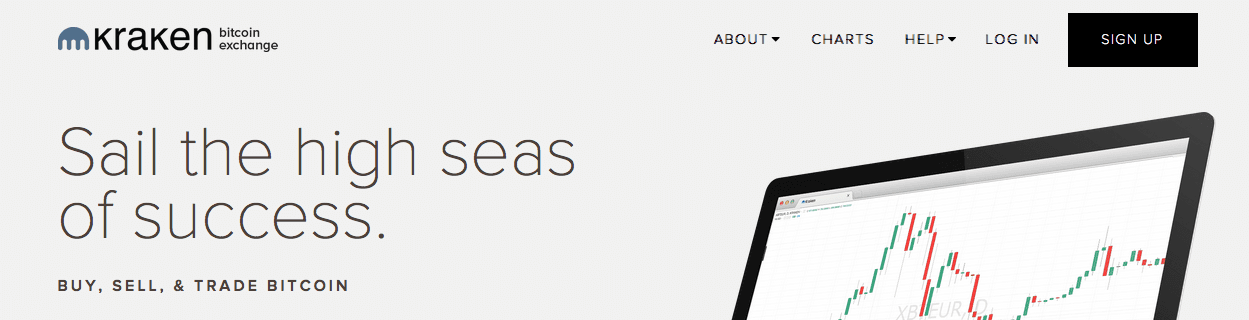 kraken bitcoin
exchange
ABOUT CHARTS HELP LOG IN SIGN UP
Sail the high seas
of success.
BUY, SELL, & TRADE BITCOIN
kraken